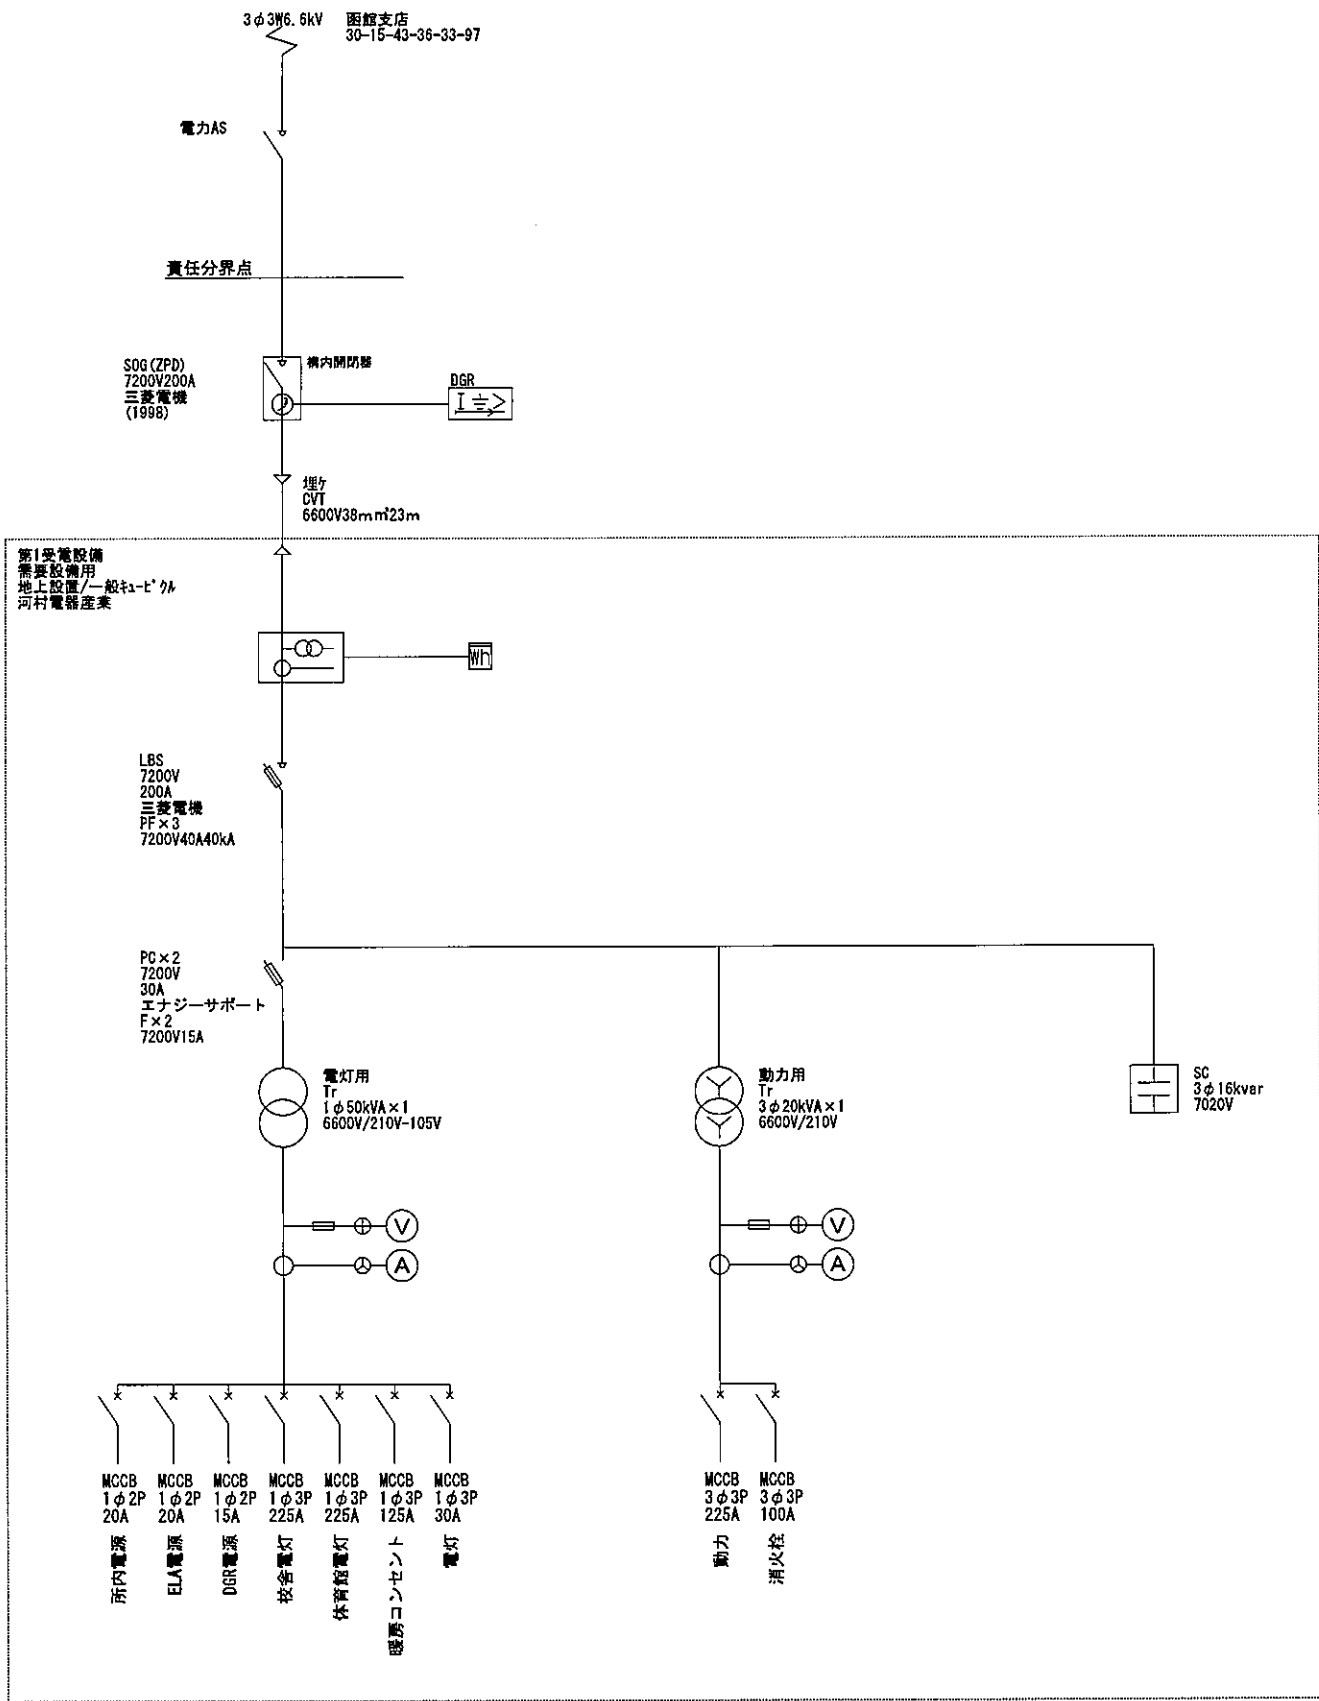 3φ3W6.6kV
函館支店
30-15-43-36-33-97
電力AS
責任分界点
SOG(ZPD)
7200V200A
三菱電機
(1998)
構内開閉器
DGR
I
埋ケ
CVT
6600V38mm²23m
第1受電設備
需要設備用
地上設置/一般キュービクル
河村電器産業
Wh
LBS
7200V
200A
三菱電機
PF×3
7200V40A40kA
PC×2
7200V
30A
エナジーサポート
F×2
7200V15A
電灯用
Tr
1φ50kVA×1
6600V/210V-105V
動力用
Tr
3φ20kVA×1
6600V/210V
SC
3φ16kvar
7020V
V
A
V
A
MCCB
1φ2P
20A
所内電源
MCCB
1φ2P
20A
ELA電源
MCCB
1φ2P
15A
DGR電源
MCCB
1φ3P
225A
校舎電灯
MCCB
1φ3P
225A
体育館電灯
MCCB
1φ3P
125A
暖房コンセント
MCCB
1φ3P
30A
電灯
MCCB
3φ3P
225A
動力
MCCB
3φ3P
100A
消火栓